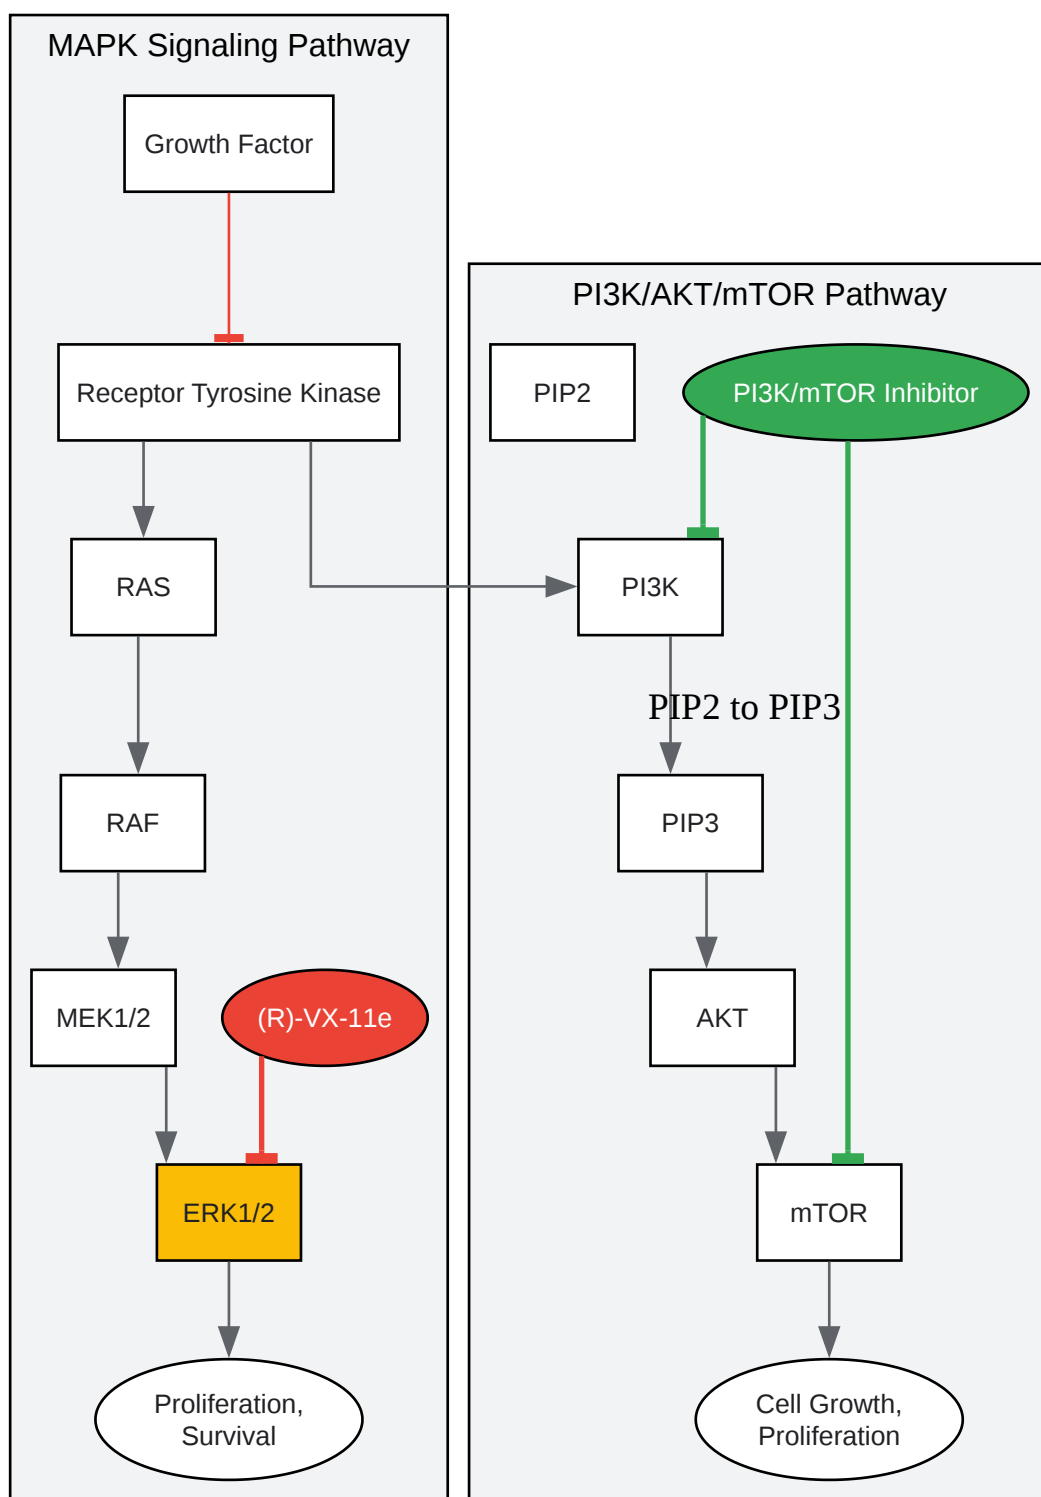 MAPK Signaling Pathway
Growth Factor
Receptor Tyrosine Kinase
RAS
RAF
MEK1/2
(R)-VX-11e
ERK1/2
Proliferation,
Survival
PI3K/AKT/mTOR Pathway
PIP2
PI3K/mTOR Inhibitor
PI3K
PIP2 to PIP3
PIP3
AKT
mTOR
Cell Growth,
Proliferation